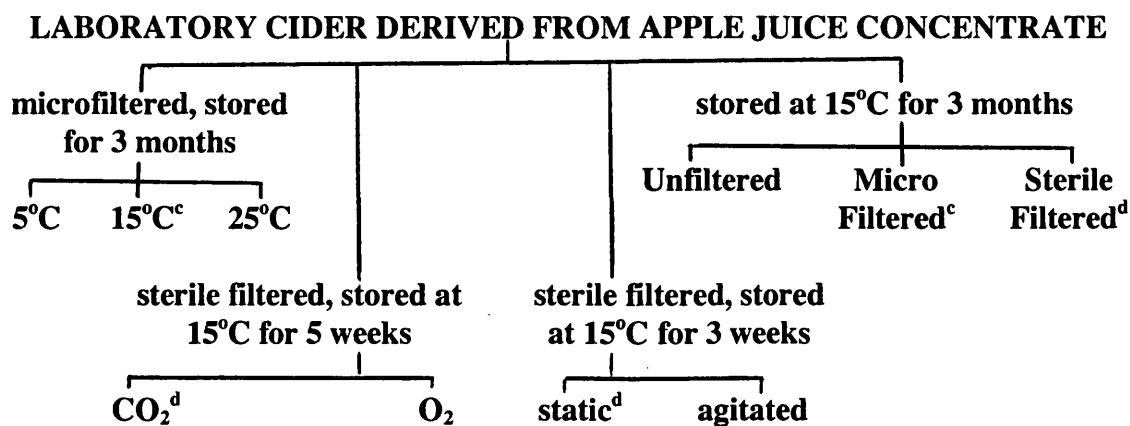 LABORATORY CIDER DERIVED FROM APPLE JUICE CONCENTRATE
microfiltered, stored
for 3 months
5°C 15°Cᶜ 25°C
stored at 15°C for 3 months
Unfiltered Micro Filteredᶜ Sterile Filteredᵈ
sterile filtered, stored at
15°C for 5 weeks
CO₂ᵈ O₂
sterile filtered, stored
at 15°C for 3 weeks
staticᵈ agitated